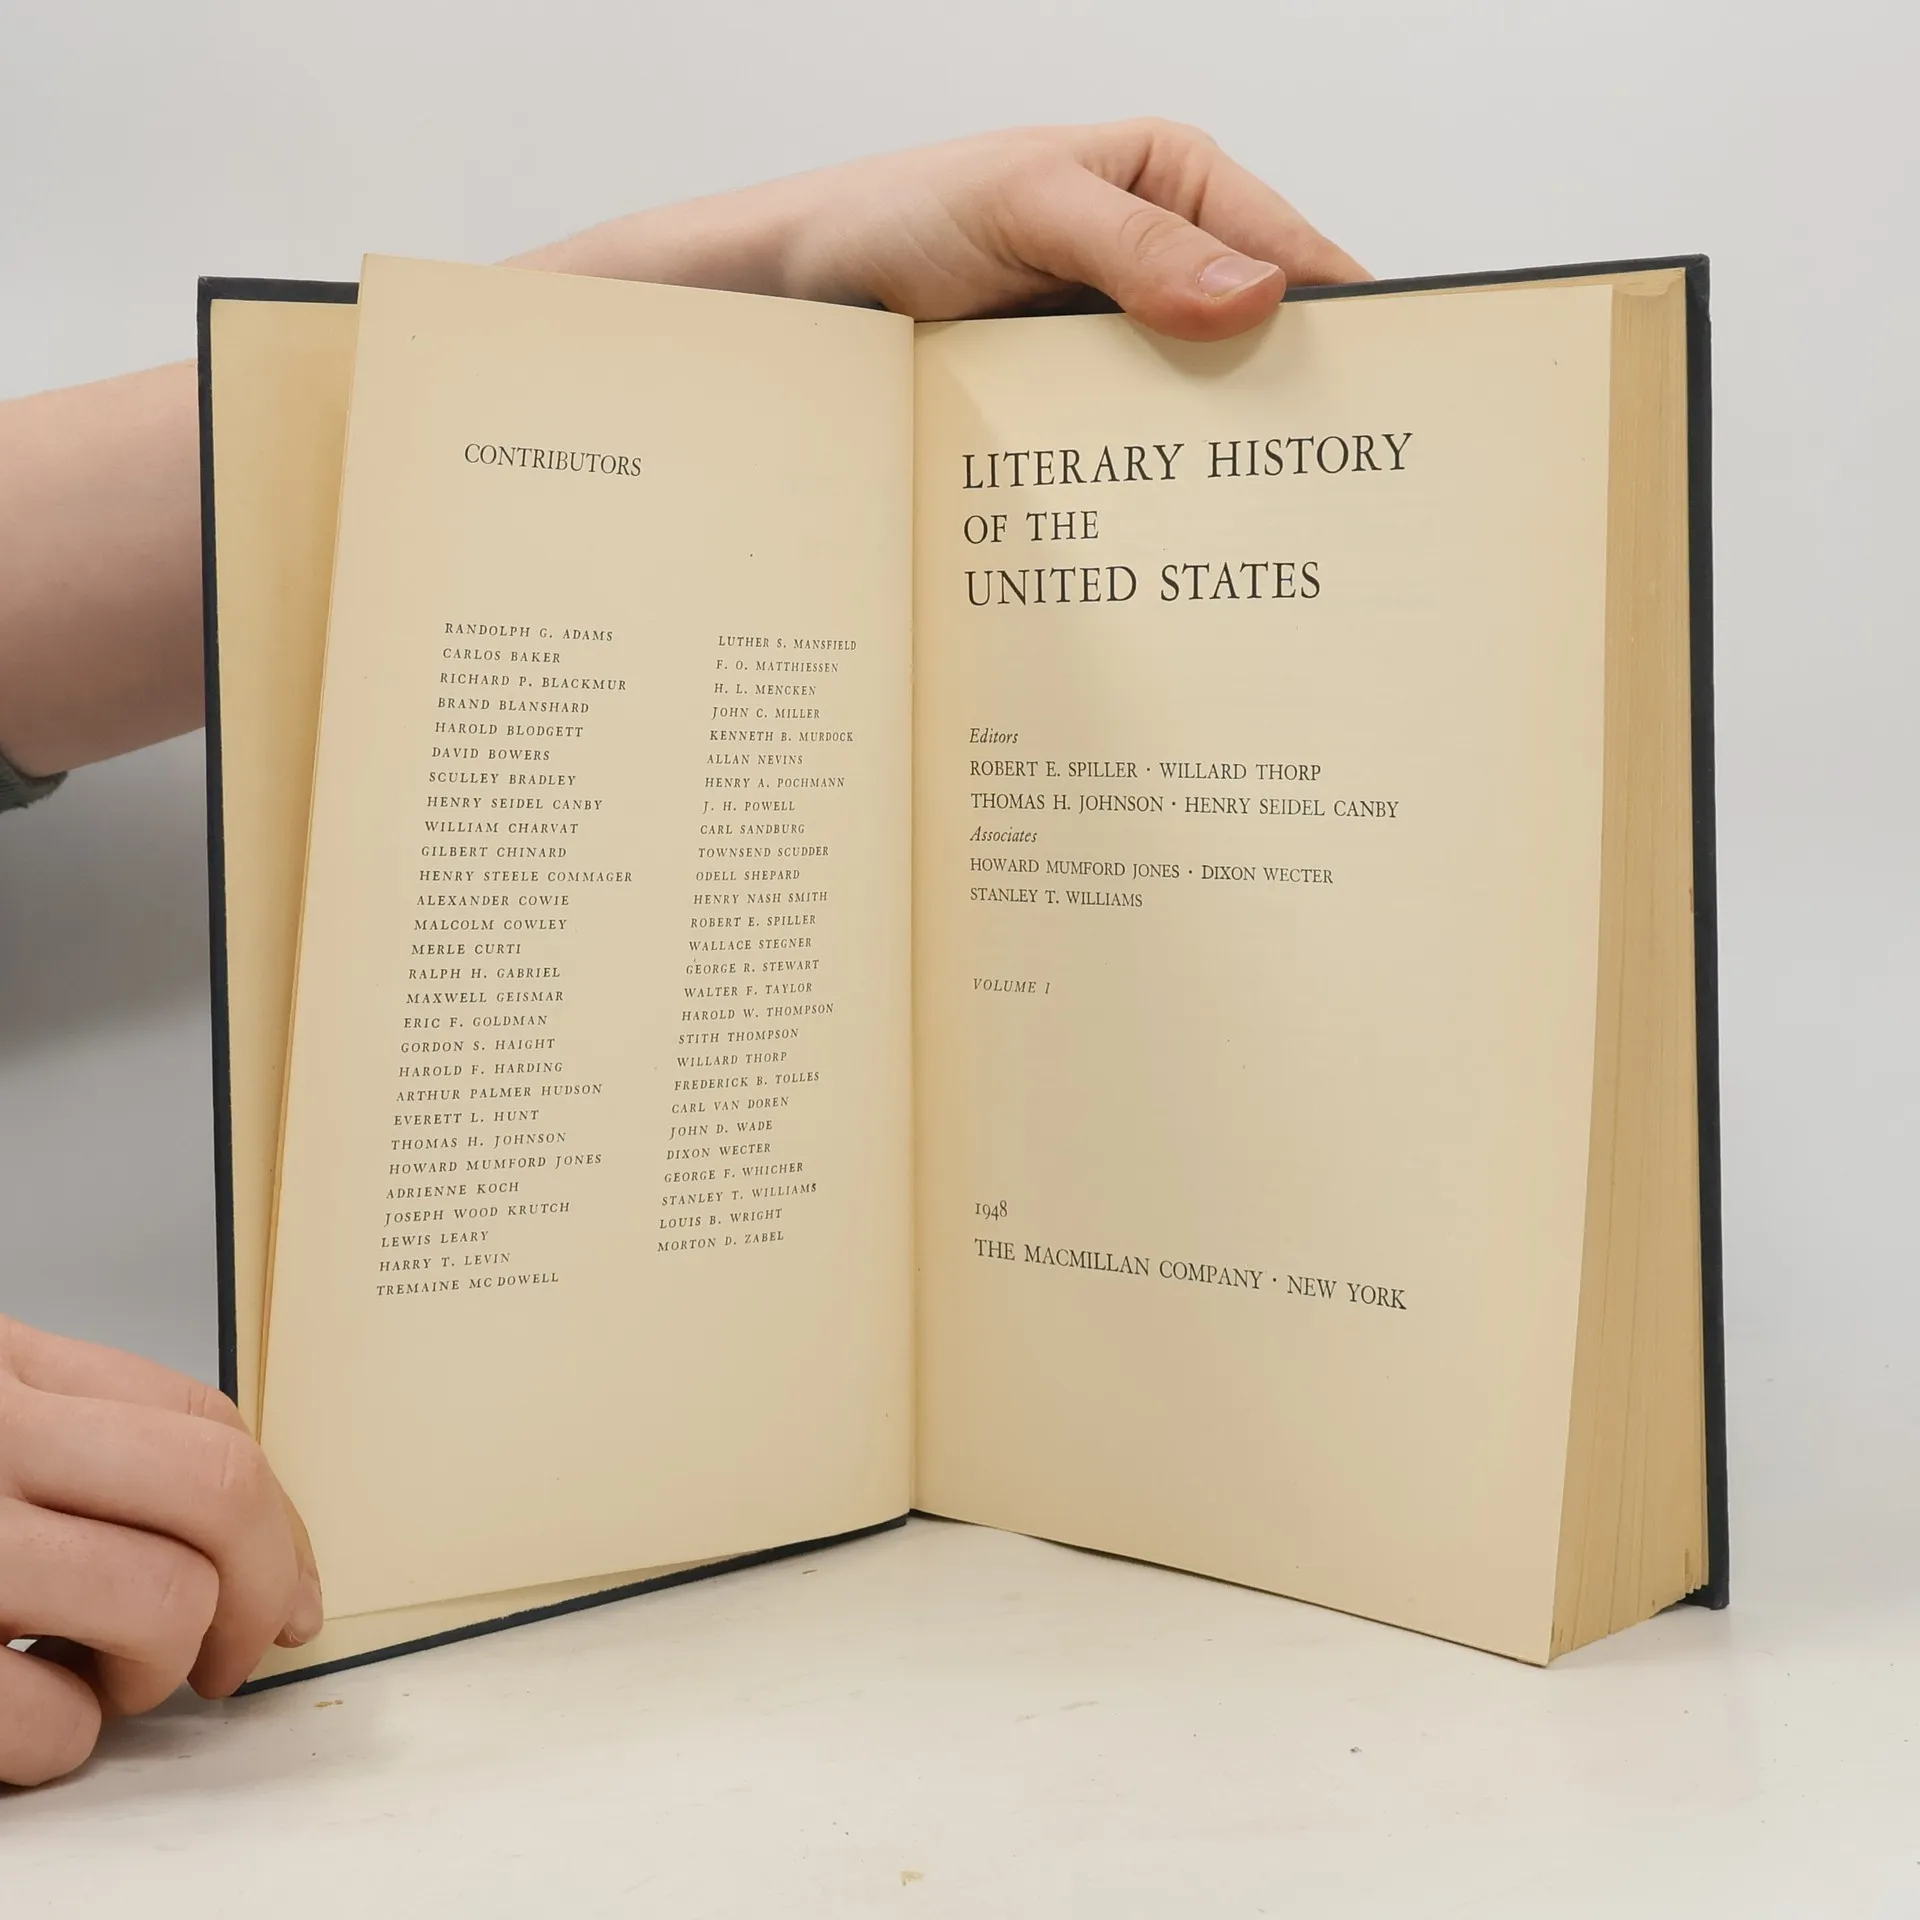 CONTRIBUTORS
RANDOLPH G. ADAMS
CARLOS BAKER
RICHARD P. BLACKMUR
BRAND BLANSHARD
HAROLD BLODGETT
DAVID BOWERS
SCULLEY BRADLEY
HENRY SEIDEL CANBY
WILLIAM CHARVAT
GILBERT CHINARD
HENRY STEELE COMMAGER
ALEXANDER COWIE
MALCOLM COWLEY
MERLE CURTI
RALPH H. GABRIEL
MAXWELL GEISMAR
ERIC F. GOLDMAN
GORDON S. HAIGHT
HAROLD F. HARDING
ARTHUR PALMER HUDSON
EVERETT L. HUNT
THOMAS H. JOHNSON
HOWARD MUMFORD JONES
ADRIENNE KOCH
JOSEPH WOOD KRUTCH
LEWIS LEARY
HARRY T. LEVIN
TREMAINE MCDOWELL
LUTHER S. MANSFIELD
F. O. MATTHIESSEN
H. L. MENCKEN
JOHN C. MILLER
KENNETH B. MURDOCK
ALLAN NEVINS
HENRY A. POCHMANN
J. H. POWELL
CARL SANDBURG
TOWNSEND SCUDDER
ODELL SHEPARD
HENRY NASH SMITH
ROBERT E. SPILLER
WALLACE STEGNER
GEORGE R. STEWART
WALTER F. TAYLOR
HAROLD W. THOMPSON
STITH THOMPSON
WILLARD THORP
FREDERICK B. TOLLES
CARL VAN DOREN
JOHN D. WADE
DIXON WECTER
GEORGE F. WHICHER
STANLEY T. WILLIAMS
LOUIS B. WRIGHT
MORTON D. ZABEL
LITERARY HISTORY
OF THE
UNITED STATES
Editors
ROBERT E. SPILLER · WILLARD THORP
THOMAS H. JOHNSON · HENRY SEIDEL CANBY
Associates
HOWARD MUMFORD JONES · DIXON WECTER
STANLEY T. WILLIAMS
VOLUME I
1948
THE MACMILLAN COMPANY · NEW YORK